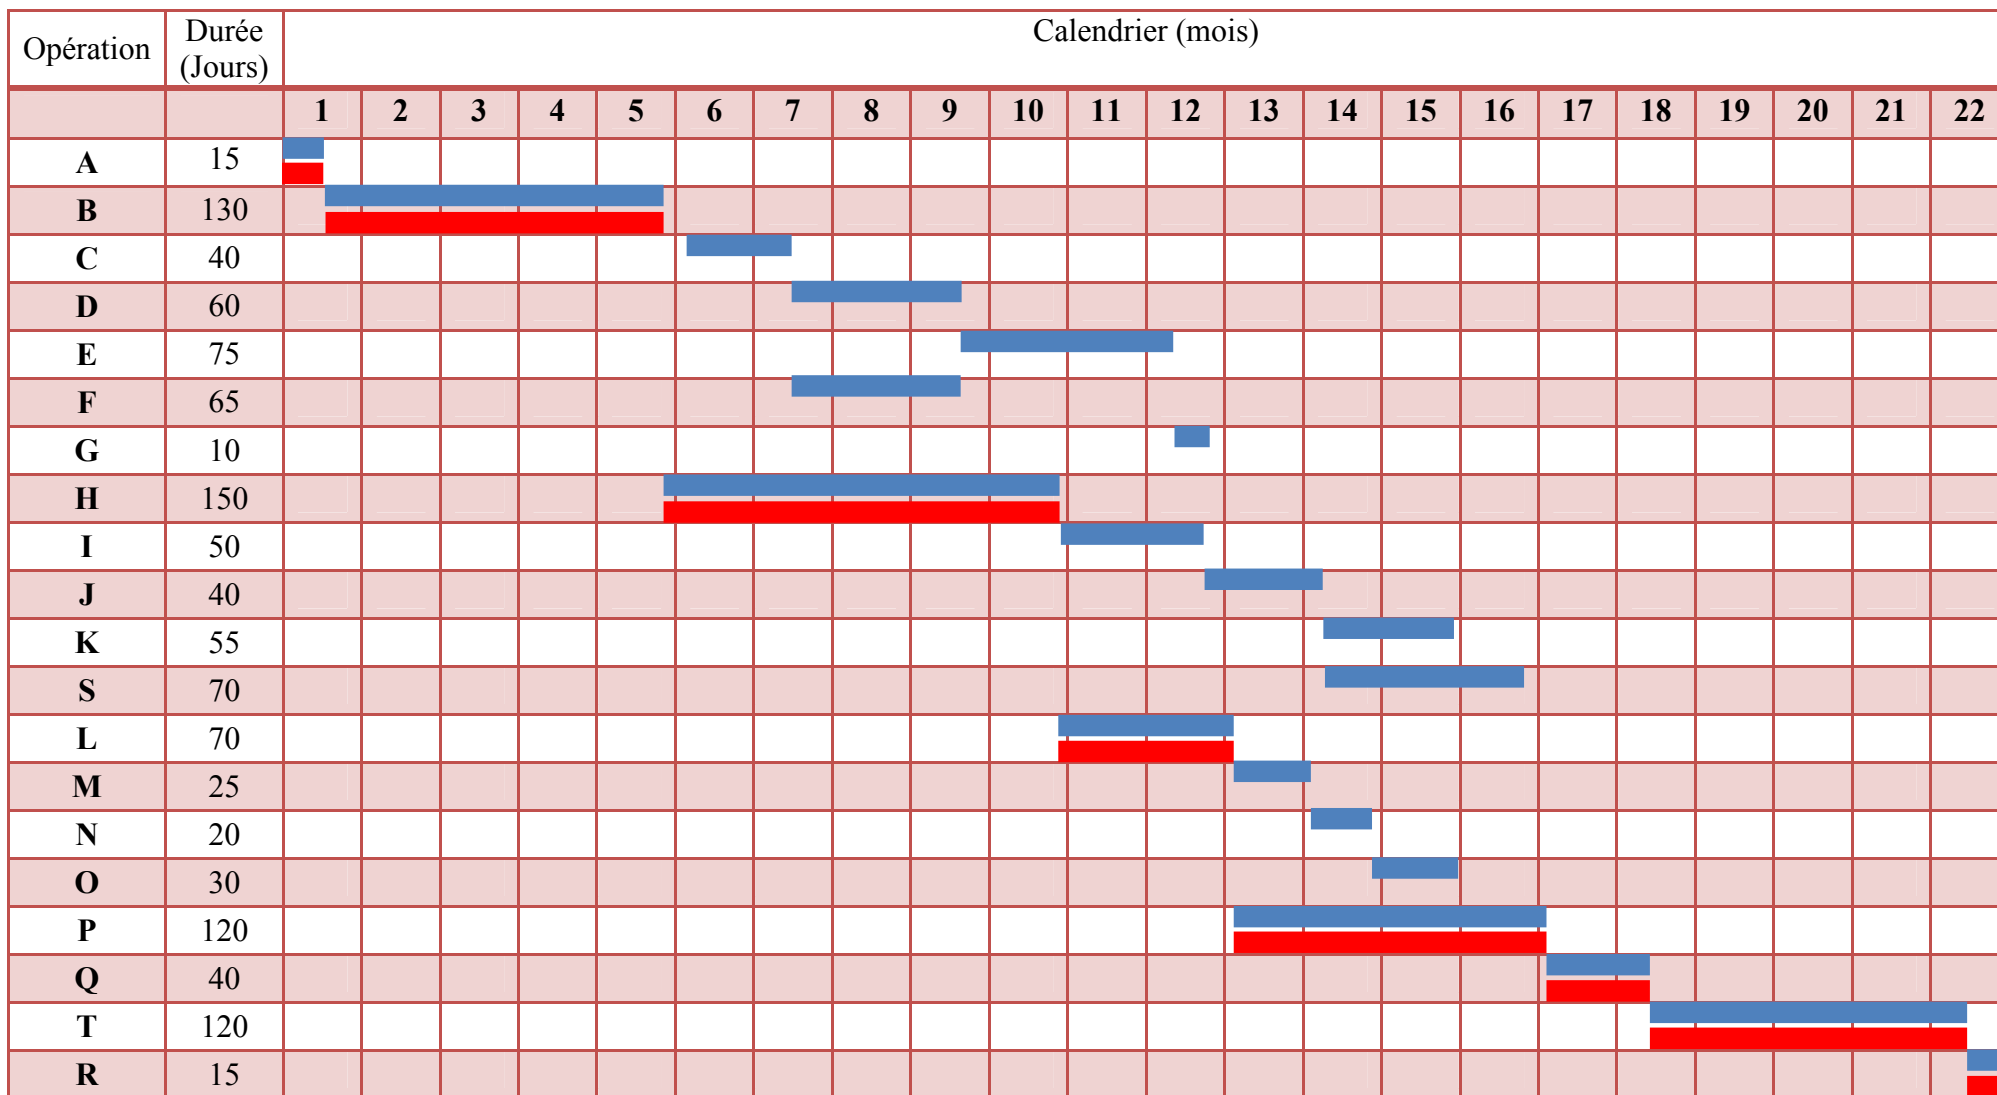 Opération Durée (Jours) Calendrier (mois)
1 2 3 4 5 6 7 8 9 10 11 12 13 14 15 16 17 18 19 20 21 22
A 15
B 130
C 40
D 60
E 75
F 65
G 10
H 150
I 50
J 40
K 55
S 70
L 70
M 25
N 20
O 30
P 120
Q 40
T 120
R 15